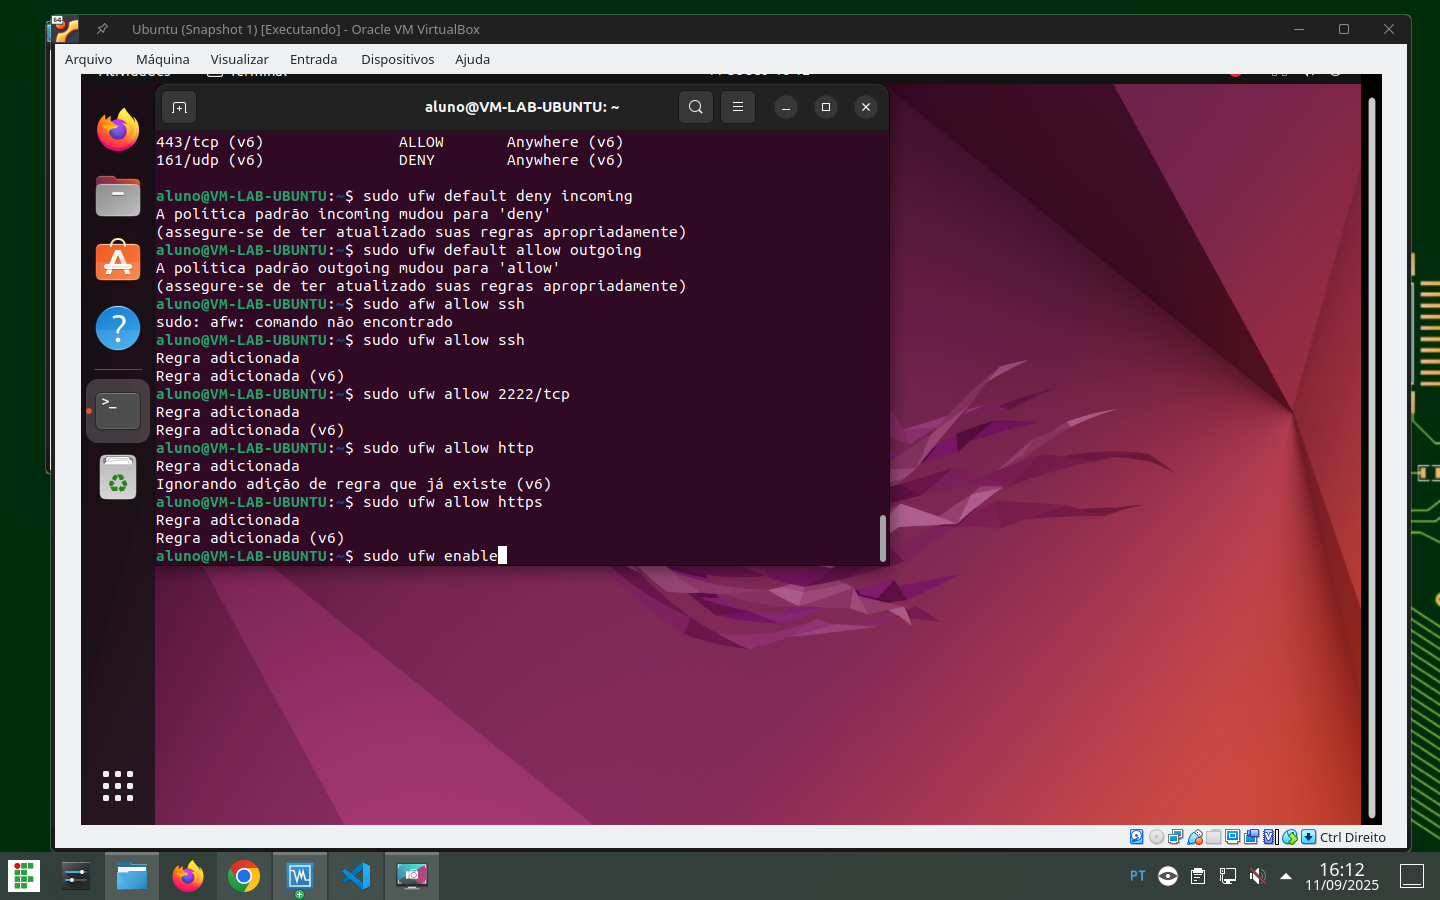 Ubuntu (Snapshot 1) [Executando] - Oracle VM VirtualBox
Arquivo Máquina Visualizar Entrada Dispositivos Ajuda
aluno@VM-LAB-UBUNTU: ~
443/tcp (v6) ALLOW Anywhere (v6)
161/udp (v6) DENY Anywhere (v6)
aluno@VM-LAB-UBUNTU:~$ sudo ufw default deny incoming
A política padrão incoming mudou para 'deny'
(assegure-se de ter atualizado suas regras apropriadamente)
aluno@VM-LAB-UBUNTU:~$ sudo ufw default allow outgoing
A política padrão outgoing mudou para 'allow'
(assegure-se de ter atualizado suas regras apropriadamente)
aluno@VM-LAB-UBUNTU:~$ sudo afw allow ssh
sudo: afw: comando não encontrado
aluno@VM-LAB-UBUNTU:~$ sudo ufw allow ssh
Regra adicionada
Regra adicionada (v6)
aluno@VM-LAB-UBUNTU:~$ sudo ufw allow 2222/tcp
Regra adicionada
Regra adicionada (v6)
aluno@VM-LAB-UBUNTU:~$ sudo ufw allow http
Regra adicionada
Ignorando adição de regra que já existe (v6)
aluno@VM-LAB-UBUNTU:~$ sudo ufw allow https
Regra adicionada
Regra adicionada (v6)
aluno@VM-LAB-UBUNTU:~$ sudo ufw enable
Ctrl Direito
PT
16:12
11/09/2025